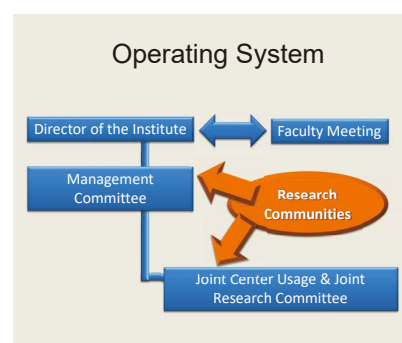 Operating System
Director of the Institute
Faculty Meeting
Management
Committee
Research
Communities
Joint Center Usage & Joint
Research Committee